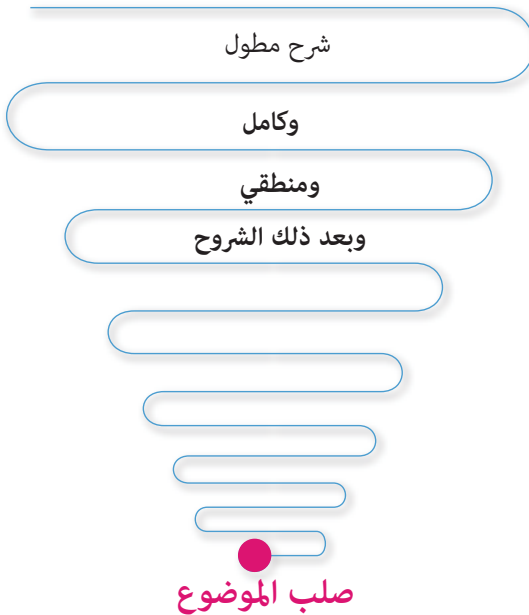 شرح مطول
وكامل
ومنطقي
وبعد ذلك الشروح
صلب الموضوع